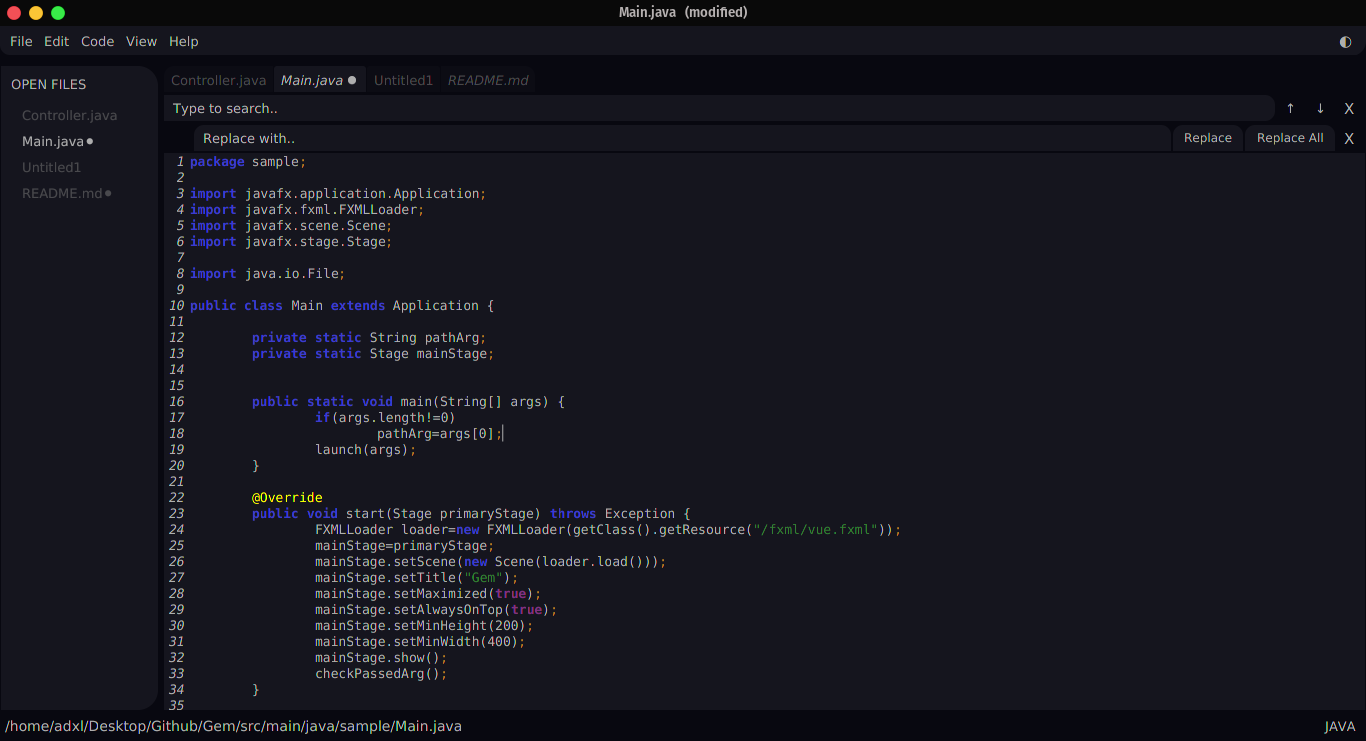 Main.java (modified)
File Edit Code View Help
OPEN FILES
Controller.java
Main.java●
Untitled1
README.md●
Controller.java Main.java ● Untitled1 README.md
Type to search.. ↑ ↓ X
Replace with.. Replace Replace All X
1 package sample;
2
3 import javafx.application.Application;
4 import javafx.fxml.FXMLLoader;
5 import javafx.scene.Scene;
6 import javafx.stage.Stage;
7
8 import java.io.File;
9
10 public class Main extends Application {
11
12 private static String pathArg;
13 private static Stage mainStage;
14
15
16 public static void main(String[] args) {
17 if(args.length!=0)
18 pathArg=args[0];
19 launch(args);
20 }
21
22 @Override
23 public void start(Stage primaryStage) throws Exception {
24 FXMLLoader loader=new FXMLLoader(getClass().getResource("/fxml/vue.fxml"));
25 mainStage=primaryStage;
26 mainStage.setScene(new Scene(loader.load()));
27 mainStage.setTitle("Gem");
28 mainStage.setMaximized(true);
29 mainStage.setAlwaysOnTop(true);
30 mainStage.setMinHeight(200);
31 mainStage.setMinWidth(400);
32 mainStage.show();
33 checkPassedArg();
34 }
35
/home/adxl/Desktop/Github/Gem/src/main/java/sample/Main.java JAVA